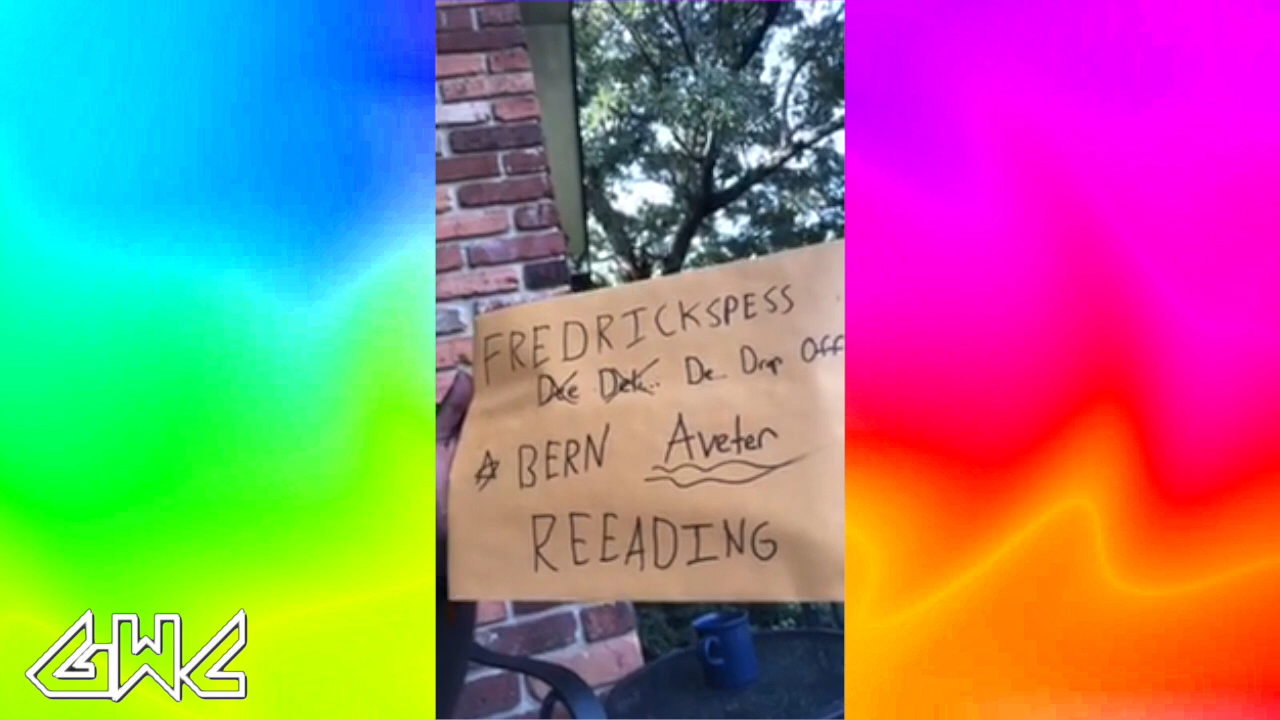 FREDRICKSPESS
Dee Dek... De... Drop Off
☆ BERN Aveter
REEADING
GWC